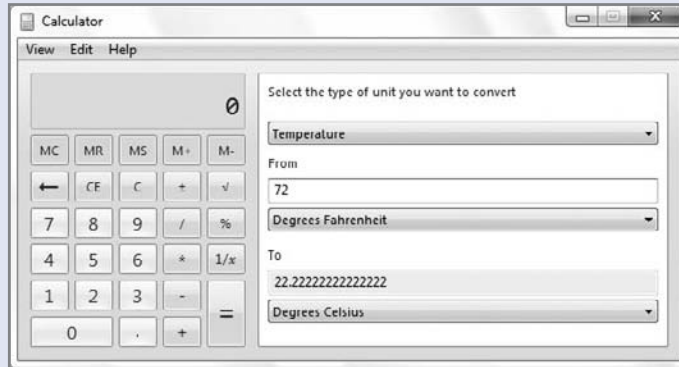 Calculator
View Edit Help
0
MC MR MS M+ M-
← CE C ± √
7 8 9 / %
4 5 6 * 1/x
1 2 3 - =
0 . +
Select the type of unit you want to convert
Temperature
From
72
Degrees Fahrenheit
To
22.22222222222222
Degrees Celsius